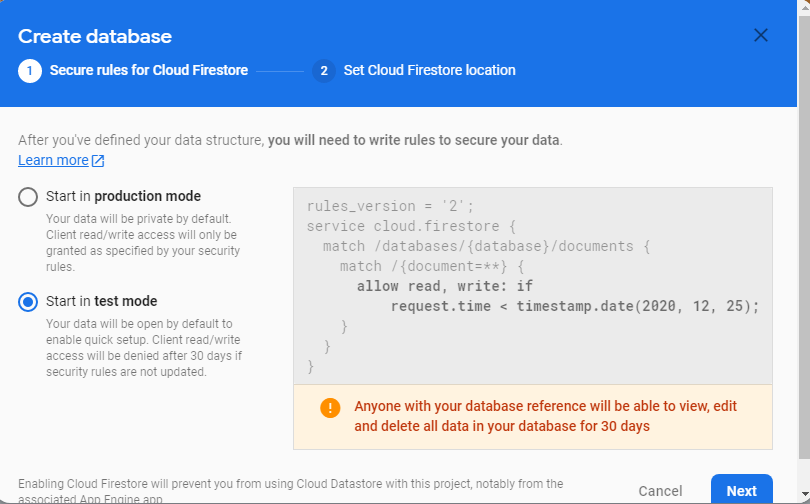 Create database
1 Secure rules for Cloud Firestore 2 Set Cloud Firestore location
After you've defined your data structure, you will need to write rules to secure your data.
Learn more
Start in production mode
Your data will be private by default.
Client read/write access will only be
granted as specified by your security
rules.
Start in test mode
Your data will be open by default to
enable quick setup. Client read/write
access will be denied after 30 days if
security rules are not updated.
rules_version = '2';
service cloud.firestore {
match /databases/{database}/documents {
match /{document=**} {
allow read, write: if
request.time < timestamp.date(2020, 12, 25);
}
}
}
! Anyone with your database reference will be able to view, edit
and delete all data in your database for 30 days
Enabling Cloud Firestore will prevent you from using Cloud Datastore with this project, notably from the
associated App Engine app
Cancel Next